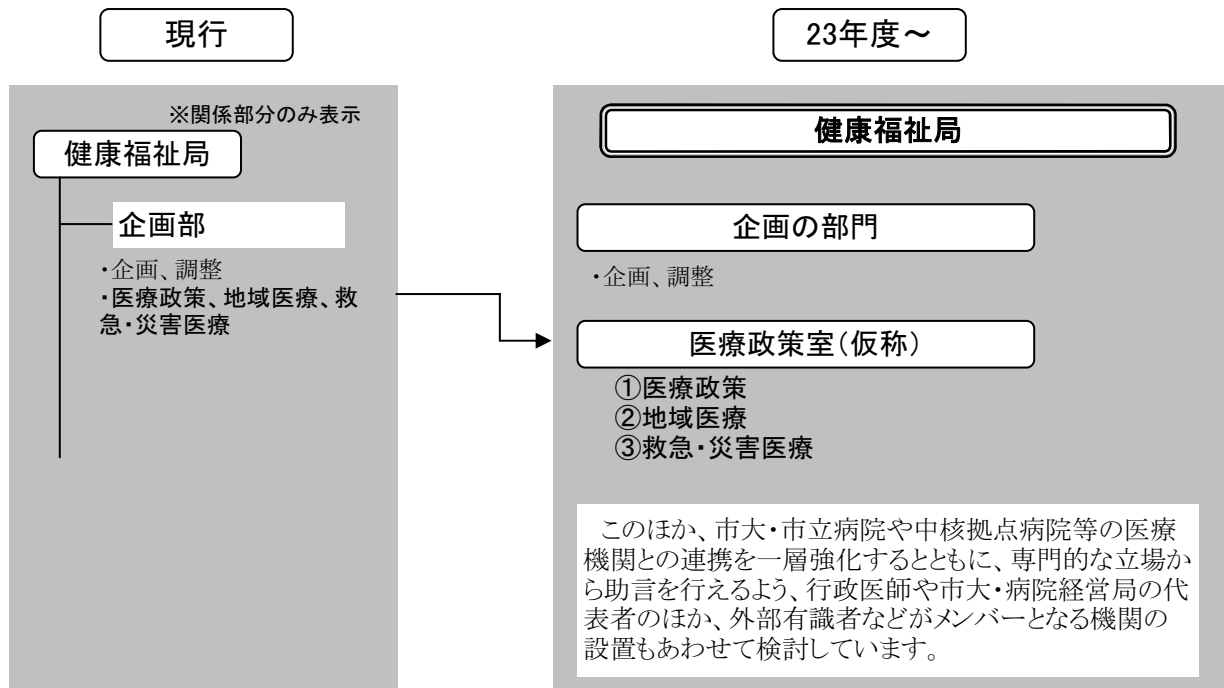 現行
※関係部分のみ表示
健康福祉局
企画部
・企画、調整
・医療政策、地域医療、救
急・災害医療
23年度～
健康福祉局
企画の部門
・企画、調整
医療政策室（仮称）
①医療政策
②地域医療
③救急・災害医療
このほか、市大・市立病院や中核拠点病院等の医療
機関との連携を一層強化するとともに、専門的な立場か
ら助言を行えるよう、行政医師や市大・病院経営局の代
表者のほか、外部有識者などがメンバーとなる機関の
設置もあわせて検討しています。